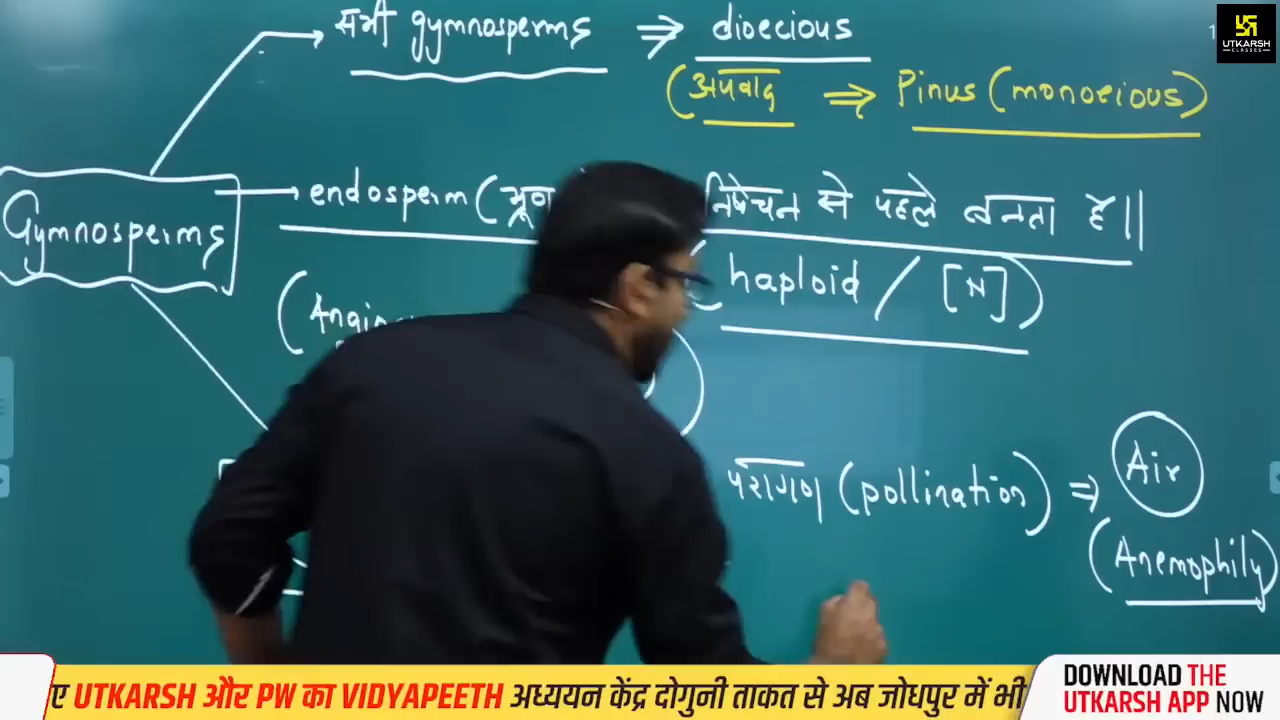 सभी gymnosperms ⇒ dioecious
(अपवाद ⇒ Pinus (monoecious)
UTKARSH
CLASSES
Gymnosperms
endosperm (भ्रूण निषेचन से पहले बनता है||
(haploid / [N])
परागण (pollination) ⇒ Air
(Anemophily)
UTKARSH और PW का VIDYAPEETH अध्ययन केंद्र दोगुनी ताकत से अब जोधपुर में भी
DOWNLOAD THE
UTKARSH APP NOW